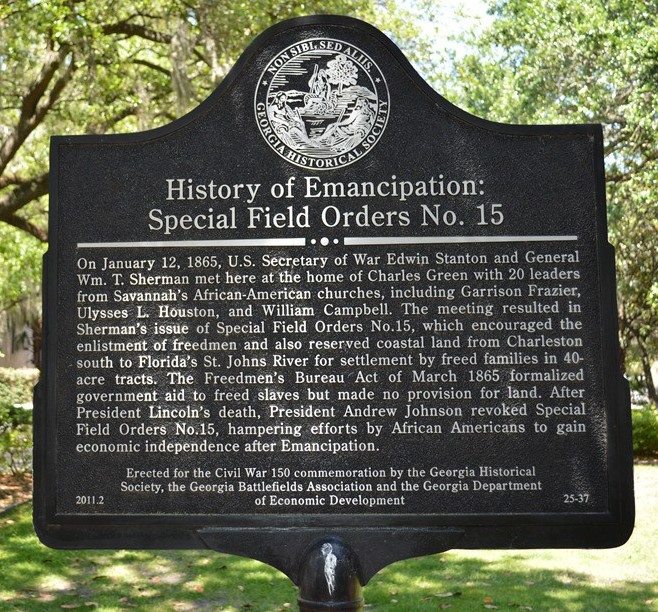 NON SIBI, SED ALIIS.
GEORGIA HISTORICAL SOCIETY
History of Emancipation:
Special Field Orders No. 15
On January 12, 1865, U.S. Secretary of War Edwin Stanton and General
Wm. T. Sherman met here at the home of Charles Green with 20 leaders
from Savannah's African-American churches, including Garrison Frazier,
Ulysses L. Houston, and William Campbell. The meeting resulted in
Sherman's issue of Special Field Orders No.15, which encouraged the
enlistment of freedmen and also reserved coastal land from Charleston
south to Florida's St. Johns River for settlement by freed families in 40-
acre tracts. The Freedmen's Bureau Act of March 1865 formalized
government aid to freed slaves but made no provision for land. After
President Lincoln's death, President Andrew Johnson revoked Special
Field Orders No.15, hampering efforts by African Americans to gain
economic independence after Emancipation.
Erected for the Civil War 150 commemoration by the Georgia Historical
Society, the Georgia Battlefields Association and the Georgia Department
2011.2 of Economic Development 25-37